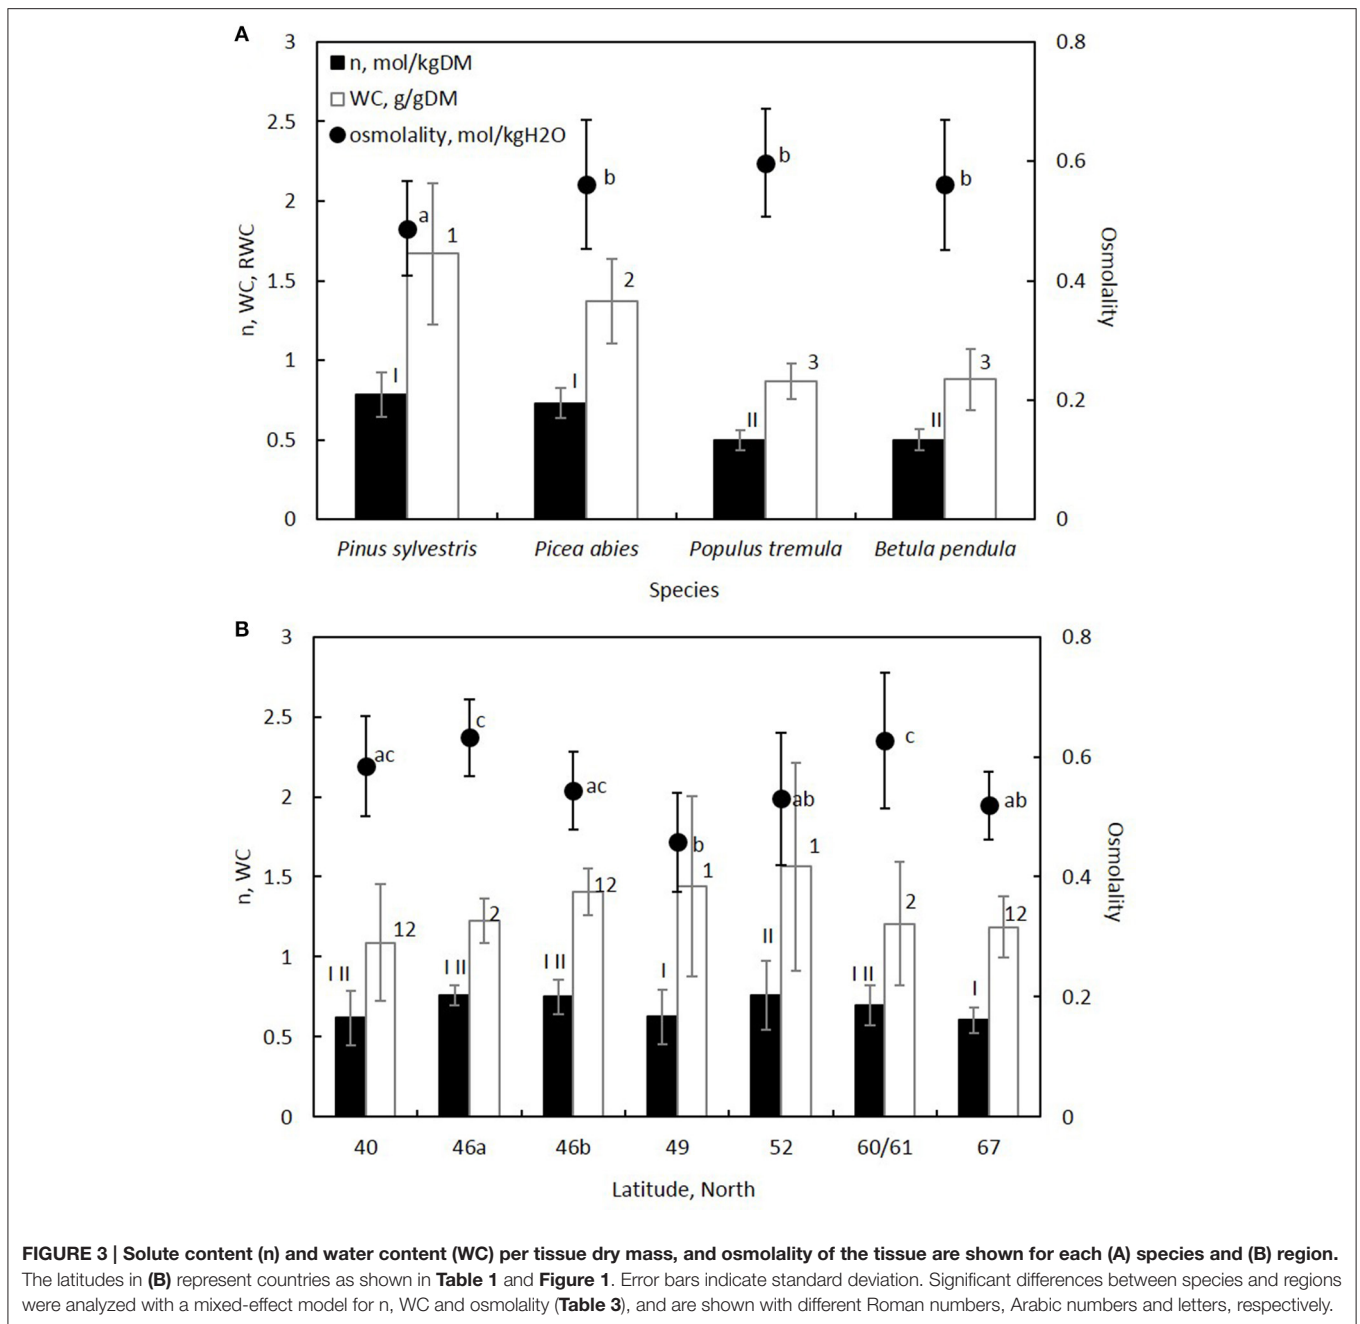 A
3
0.8
n, mol/kgDM
WC, g/gDM
osmolality, mol/kgH2O
2.5
b
b
b
0.6
2
a
1
n, WC, RWC
Osmolality
1.5
2
0.4
1
3
3
I
I
II
II
0.2
0.5
0
0
Pinus sylvestris Picea abies Populus tremula Betula pendula
Species
B
3
0.8
2.5
c
c
ac
0.6
2
ac
ab
ab
b
1
n, WC
Osmolality
1.5
1
12
0.4
2
2
12
12
1
I II
I II
I II
I
II
I II
I
0.2
0.5
0
0
40 46a 46b 49 52 60/61 67
Latitude, North
FIGURE 3 | Solute content (n) and water content (WC) per tissue dry mass, and osmolality of the tissue are shown for each (A) species and (B) region.
The latitudes in (B) represent countries as shown in Table 1 and Figure 1. Error bars indicate standard deviation. Significant differences between species and regions
were analyzed with a mixed-effect model for n, WC and osmolality (Table 3), and are shown with different Roman numbers, Arabic numbers and letters, respectively.